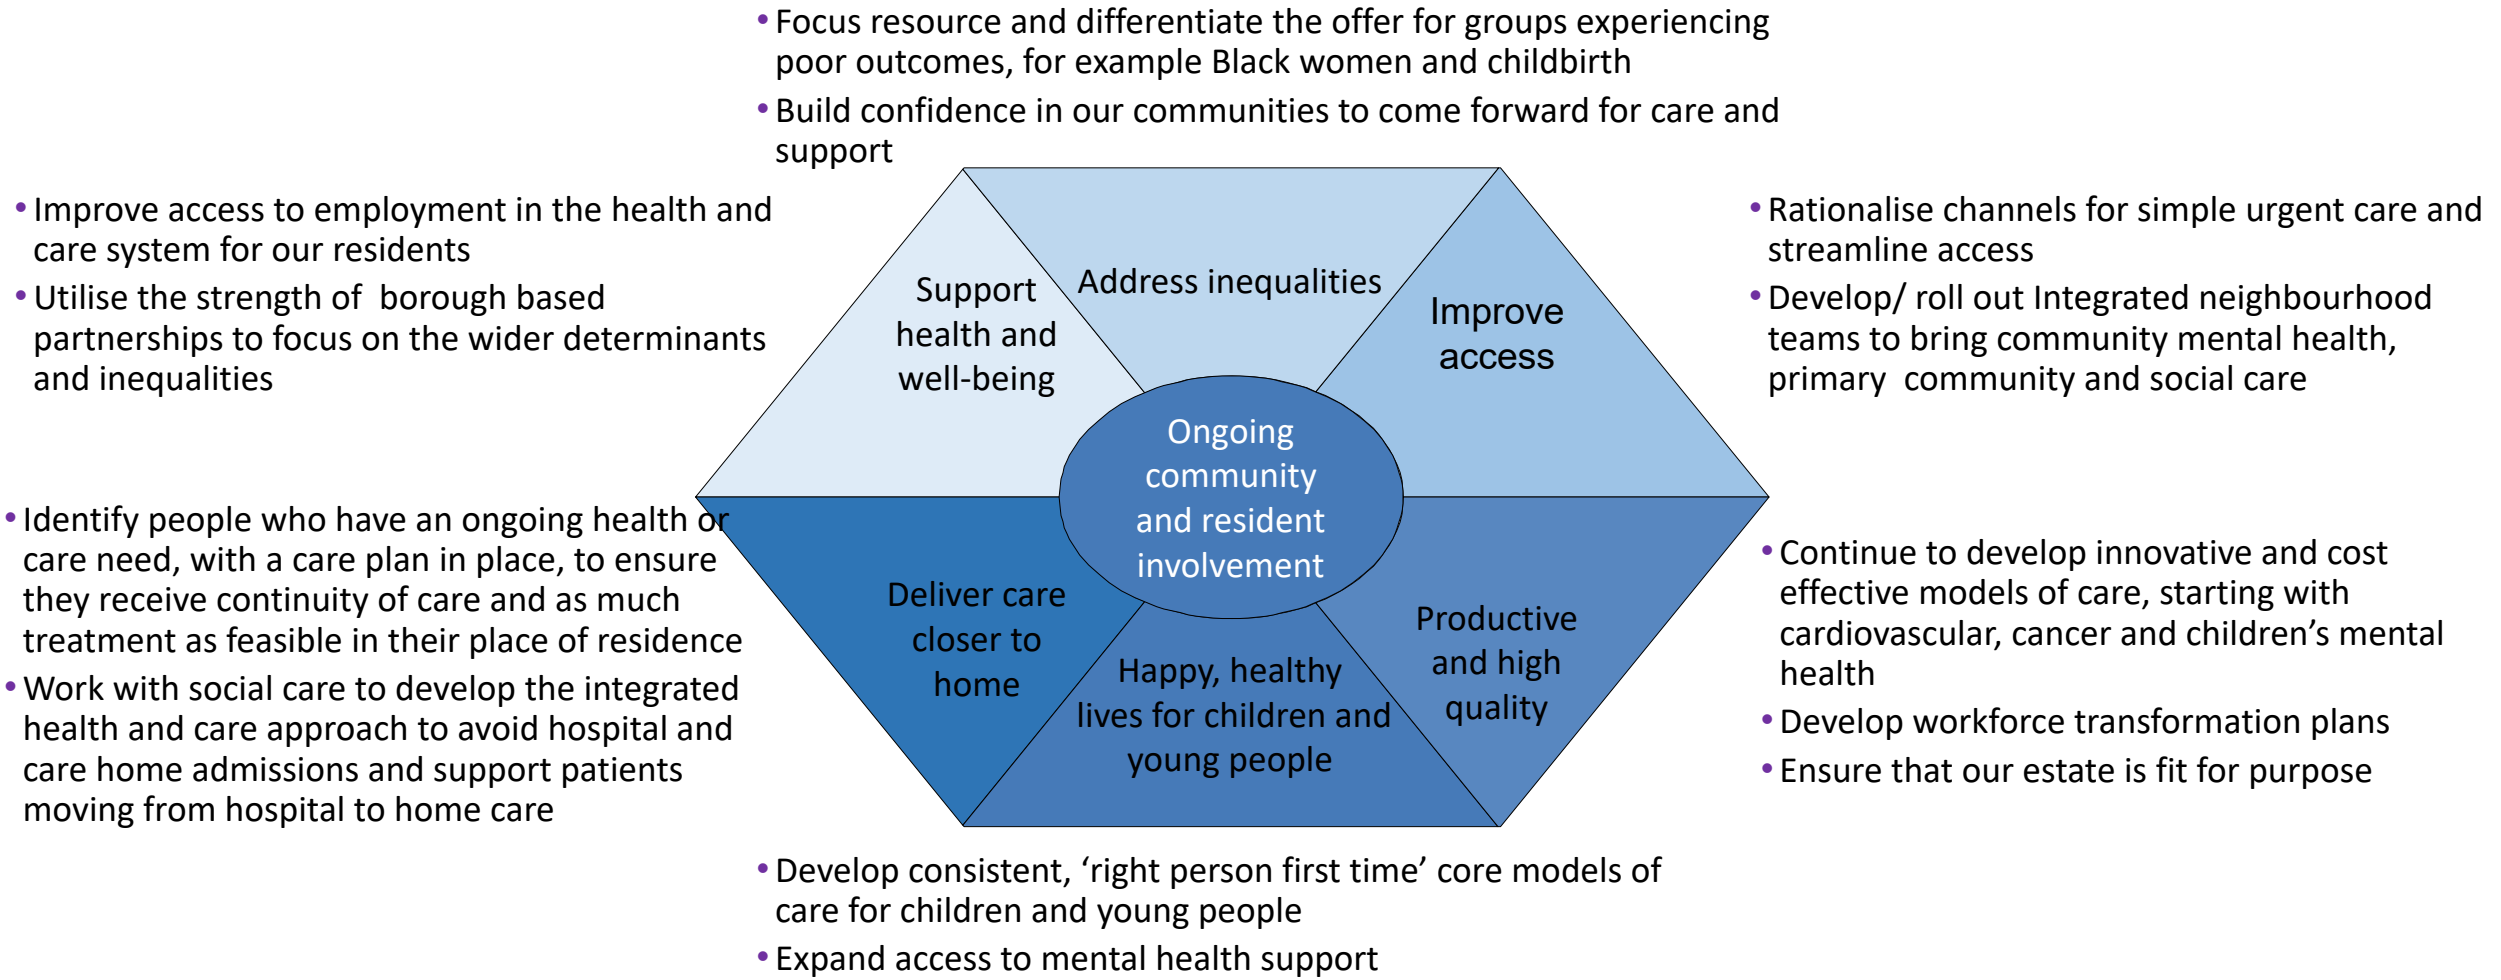 • Focus resource and differentiate the offer for groups experiencing
poor outcomes, for example Black women and childbirth
• Build confidence in our communities to come forward for care and
support
• Improve access to employment in the health and
care system for our residents
• Utilise the strength of  borough based
partnerships to focus on the wider determinants
and inequalities
Support
health and
well-being
Address inequalities
Improve
access
• Rationalise channels for simple urgent care and
streamline access
• Develop/ roll out Integrated neighbourhood
teams to bring community mental health,
primary  community and social care
Ongoing
community
and resident
involvement
• Identify people who have an ongoing health or
care need, with a care plan in place, to ensure
they receive continuity of care and as much
treatment as feasible in their place of residence
• Work with social care to develop the integrated
health and care approach to avoid hospital and
care home admissions and support patients
moving from hospital to home care
Deliver care
closer to
home
Happy, healthy
lives for children and
young people
Productive
and high
quality
• Continue to develop innovative and cost
effective models of care, starting with
cardiovascular, cancer and children’s mental
health
• Develop workforce transformation plans
• Ensure that our estate is fit for purpose
• Develop consistent, ‘right person first time’ core models of
care for children and young people
• Expand access to mental health support